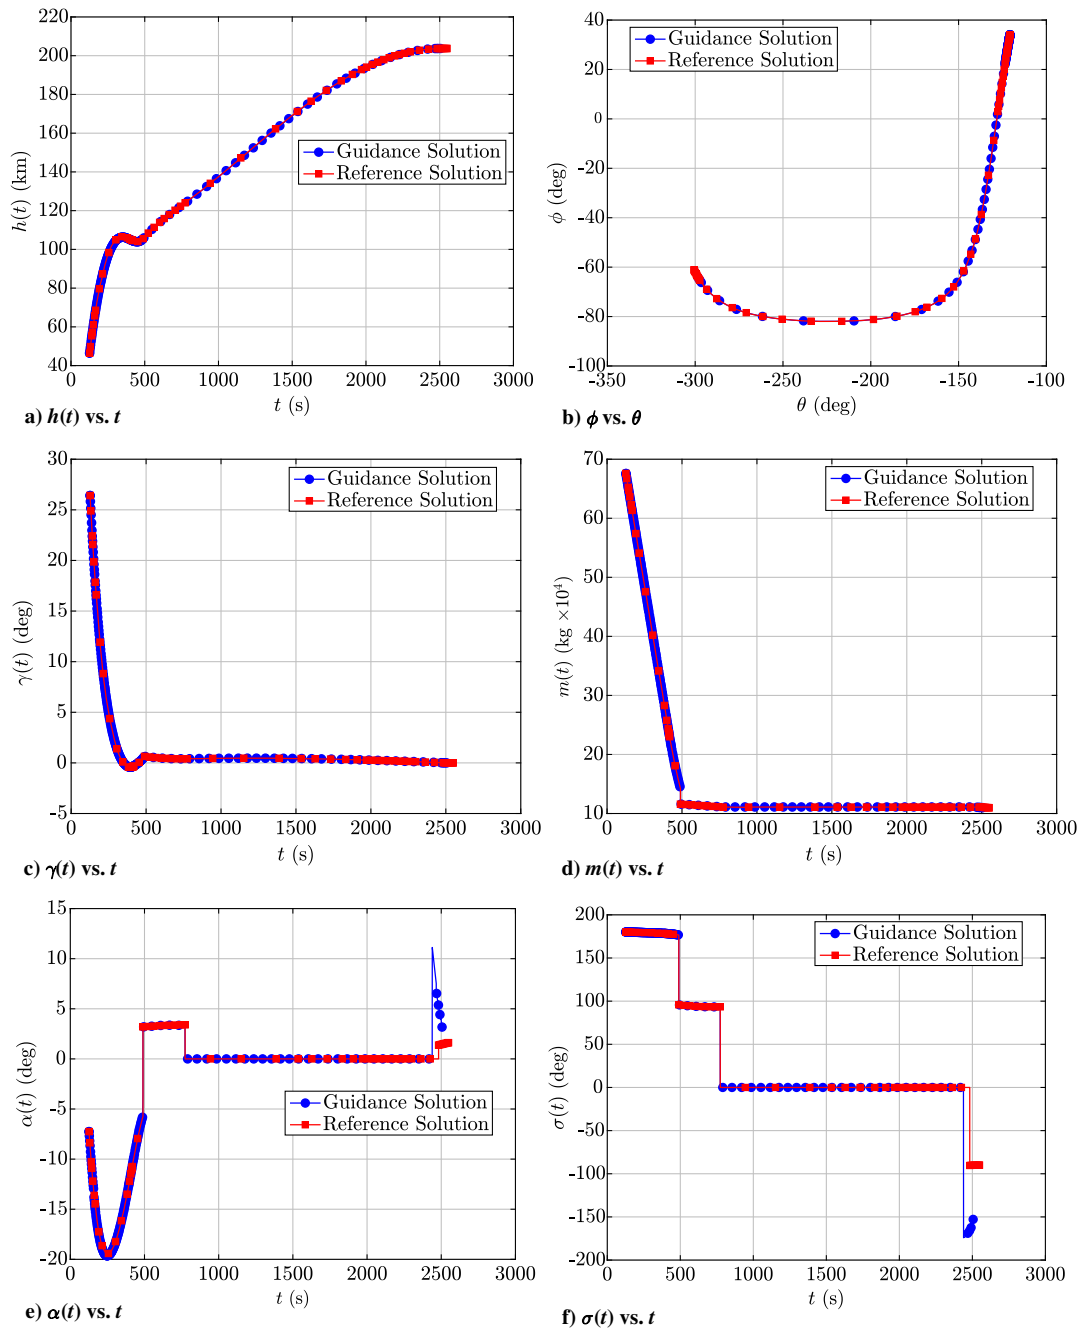 220
200
180
160
140
120
100
80
60
40
0 500 1000 1500 2000 2500 3000
h(t) (km)
t (s)
Guidance Solution
Reference Solution
a) h(t) vs. t
40
20
0
-20
-40
-60
-80
-100
-350 -300 -250 -200 -150 -100
ϕ (deg)
θ (deg)
Guidance Solution
Reference Solution
b) ϕ vs. θ
30
25
20
15
10
5
0
-5
0 500 1000 1500 2000 2500 3000
γ(t) (deg)
t (s)
Guidance Solution
Reference Solution
c) γ(t) vs. t
70
60
50
40
30
20
10
0 500 1000 1500 2000 2500 3000
m(t) (kg ×10⁴)
t (s)
Guidance Solution
Reference Solution
d) m(t) vs. t
15
10
5
0
-5
-10
-15
-20
0 500 1000 1500 2000 2500 3000
α(t) (deg)
t (s)
Guidance Solution
Reference Solution
e) α(t) vs. t
200
150
100
50
0
-50
-100
-150
-200
0 500 1000 1500 2000 2500 3000
σ(t) (deg)
t (s)
Guidance Solution
Reference Solution
f) σ(t) vs. t